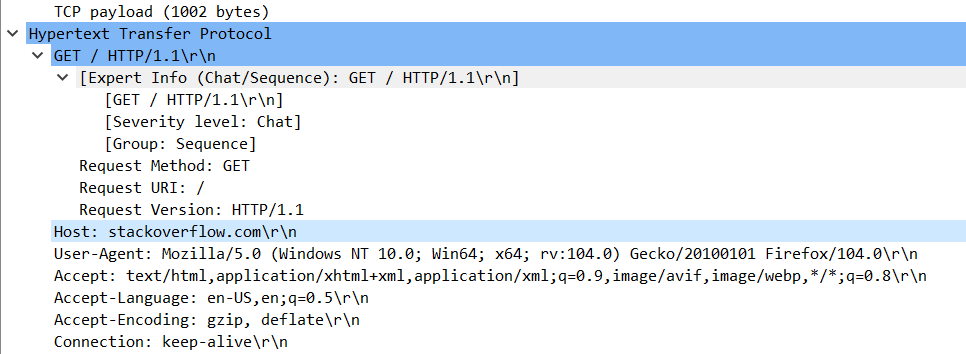 TCP payload (1002 bytes)
Hypertext Transfer Protocol
GET / HTTP/1.1\r\n
[Expert Info (Chat/Sequence): GET / HTTP/1.1\r\n]
[GET / HTTP/1.1\r\n]
[Severity level: Chat]
[Group: Sequence]
Request Method: GET
Request URI: /
Request Version: HTTP/1.1
Host: stackoverflow.com\r\n
User-Agent: Mozilla/5.0 (Windows NT 10.0; Win64; x64; rv:104.0) Gecko/20100101 Firefox/104.0\r\n
Accept: text/html,application/xhtml+xml,application/xml;q=0.9,image/avif,image/webp,*/*;q=0.8\r\n
Accept-Language: en-US,en;q=0.5\r\n
Accept-Encoding: gzip, deflate\r\n
Connection: keep-alive\r\n